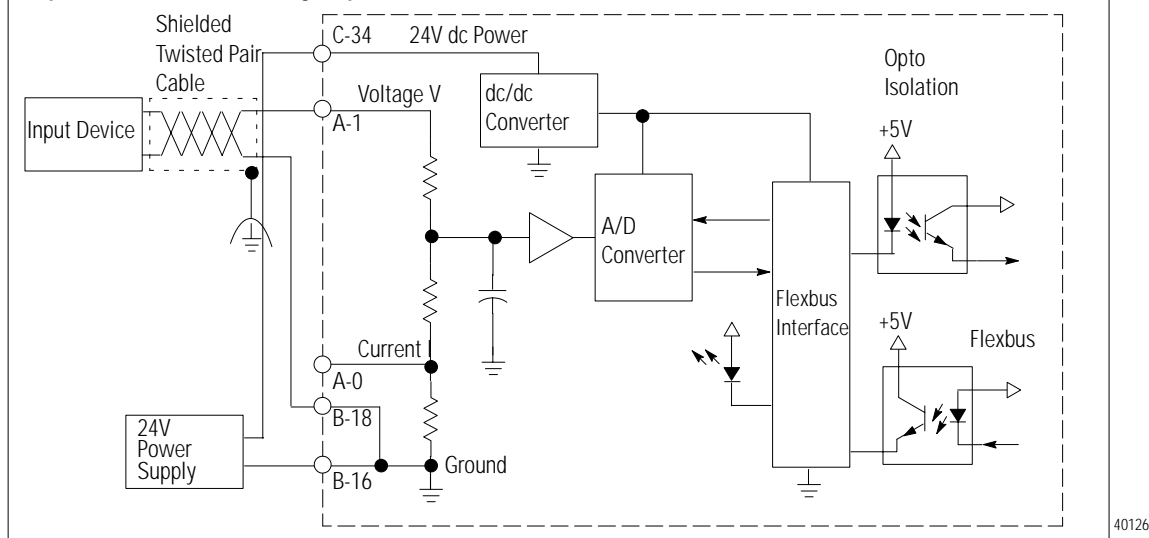 Shielded
Twisted Pair
Cable
C-34
24V dc Power
Opto
Isolation
Input Device
Voltage V
A-1
dc/dc
Converter
+5V
A/D
Converter
Flexbus
Interface
Current I
A-0
B-18
+5V
Flexbus
24V
Power
Supply
B-16
Ground
40126